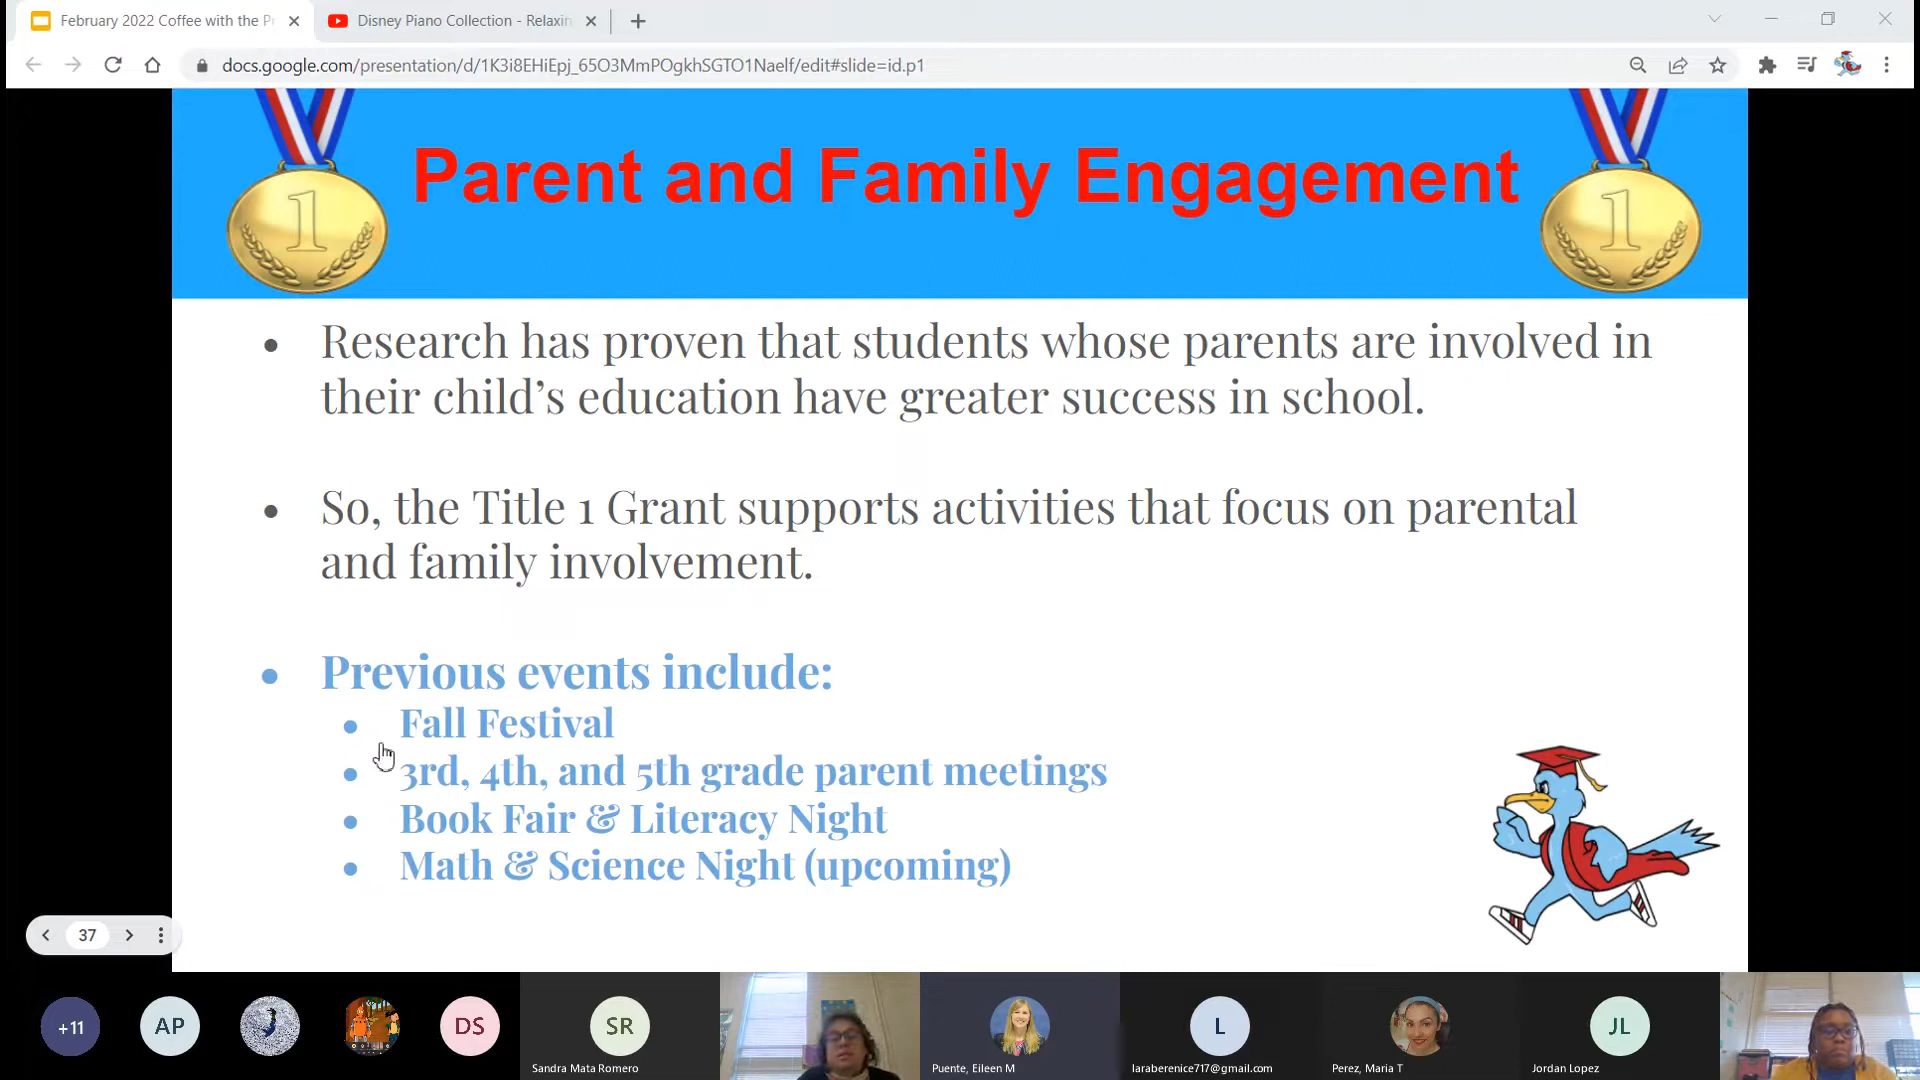 February 2022 Coffee with the P
Disney Piano Collection - Relaxin
docs.google.com/presentation/d/1K3i8EHiEpj_65O3MmPOgkhSGTO1Naelf/edit#slide=id.p1
1
Parent and Family Engagement
1
• Research has proven that students whose parents are involved in
their child’s education have greater success in school.
• So, the Title 1 Grant supports activities that focus on parental
and family involvement.
• Previous events include:
• Fall Festival
• 3rd, 4th, and 5th grade parent meetings
• Book Fair & Literacy Night
• Math & Science Night (upcoming)
37
+11
AP
DS
SR
L
JL
Sandra Mata Romero
Puente, Eileen M
laraberenice717@gmail.com
Perez, Maria T
Jordan Lopez